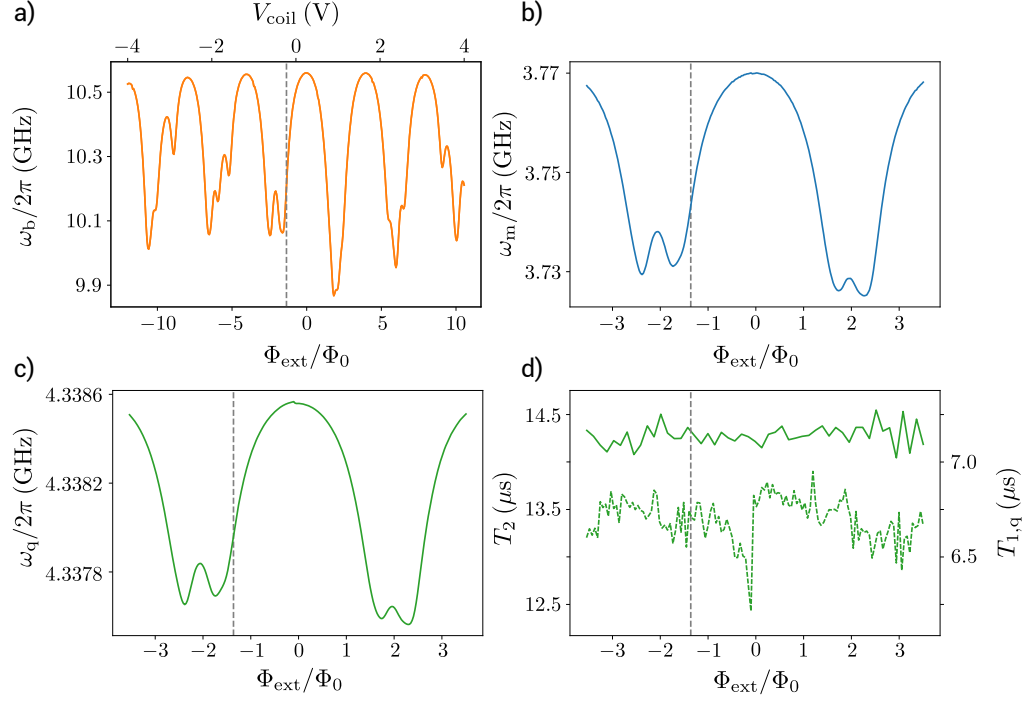 a)
V_coil (V)
−4 −2 0 2 4
10.5
10.3
10.1
9.9
ω_b/2π (GHz)
−10 −5 0 5 10
Φ_ext/Φ_0
b)
3.77
3.75
3.73
ω_m/2π (GHz)
−3 −2 −1 0 1 2 3
Φ_ext/Φ_0
c)
4.3386
4.3382
4.3378
ω_q/2π (GHz)
−3 −2 −1 0 1 2 3
Φ_ext/Φ_0
d)
14.5
13.5
12.5
T_2 (μs)
7.0
6.5
T_1,q (μs)
−3 −2 −1 0 1 2 3
Φ_ext/Φ_0